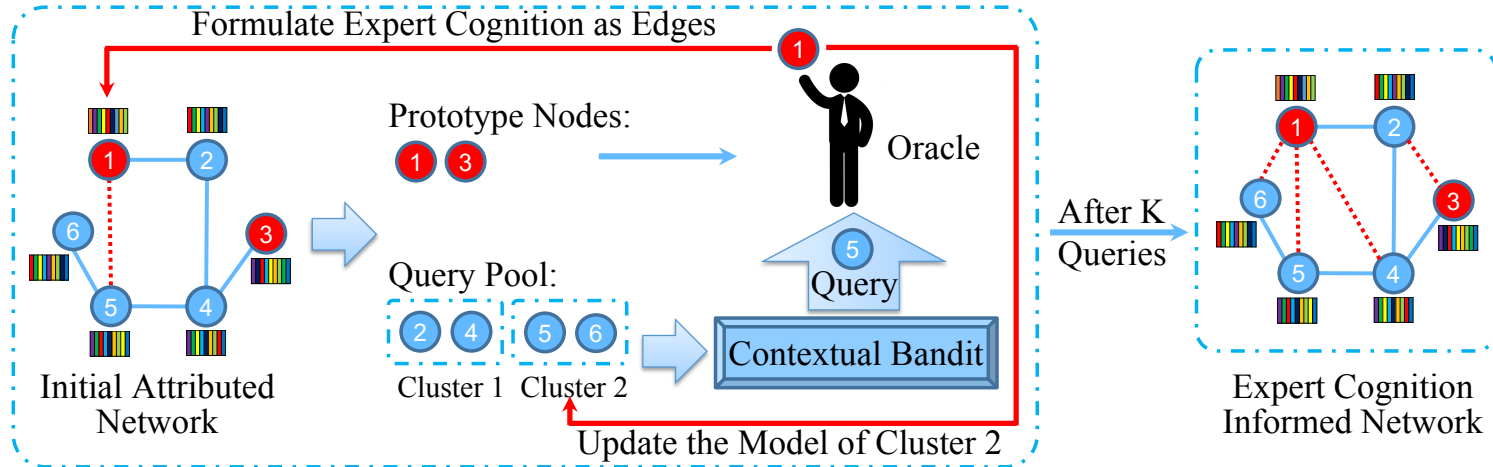 Formulate Expert Cognition as Edges
1
1
2
6
3
5
4
Initial Attributed
Network
Prototype Nodes:
1 3
Oracle
Query Pool:
2 4 5 6
Cluster 1 Cluster 2
5
Query
Contextual Bandit
Update the Model of Cluster 2
After K
Queries
1
2
6
3
5
4
Expert Cognition
Informed Network